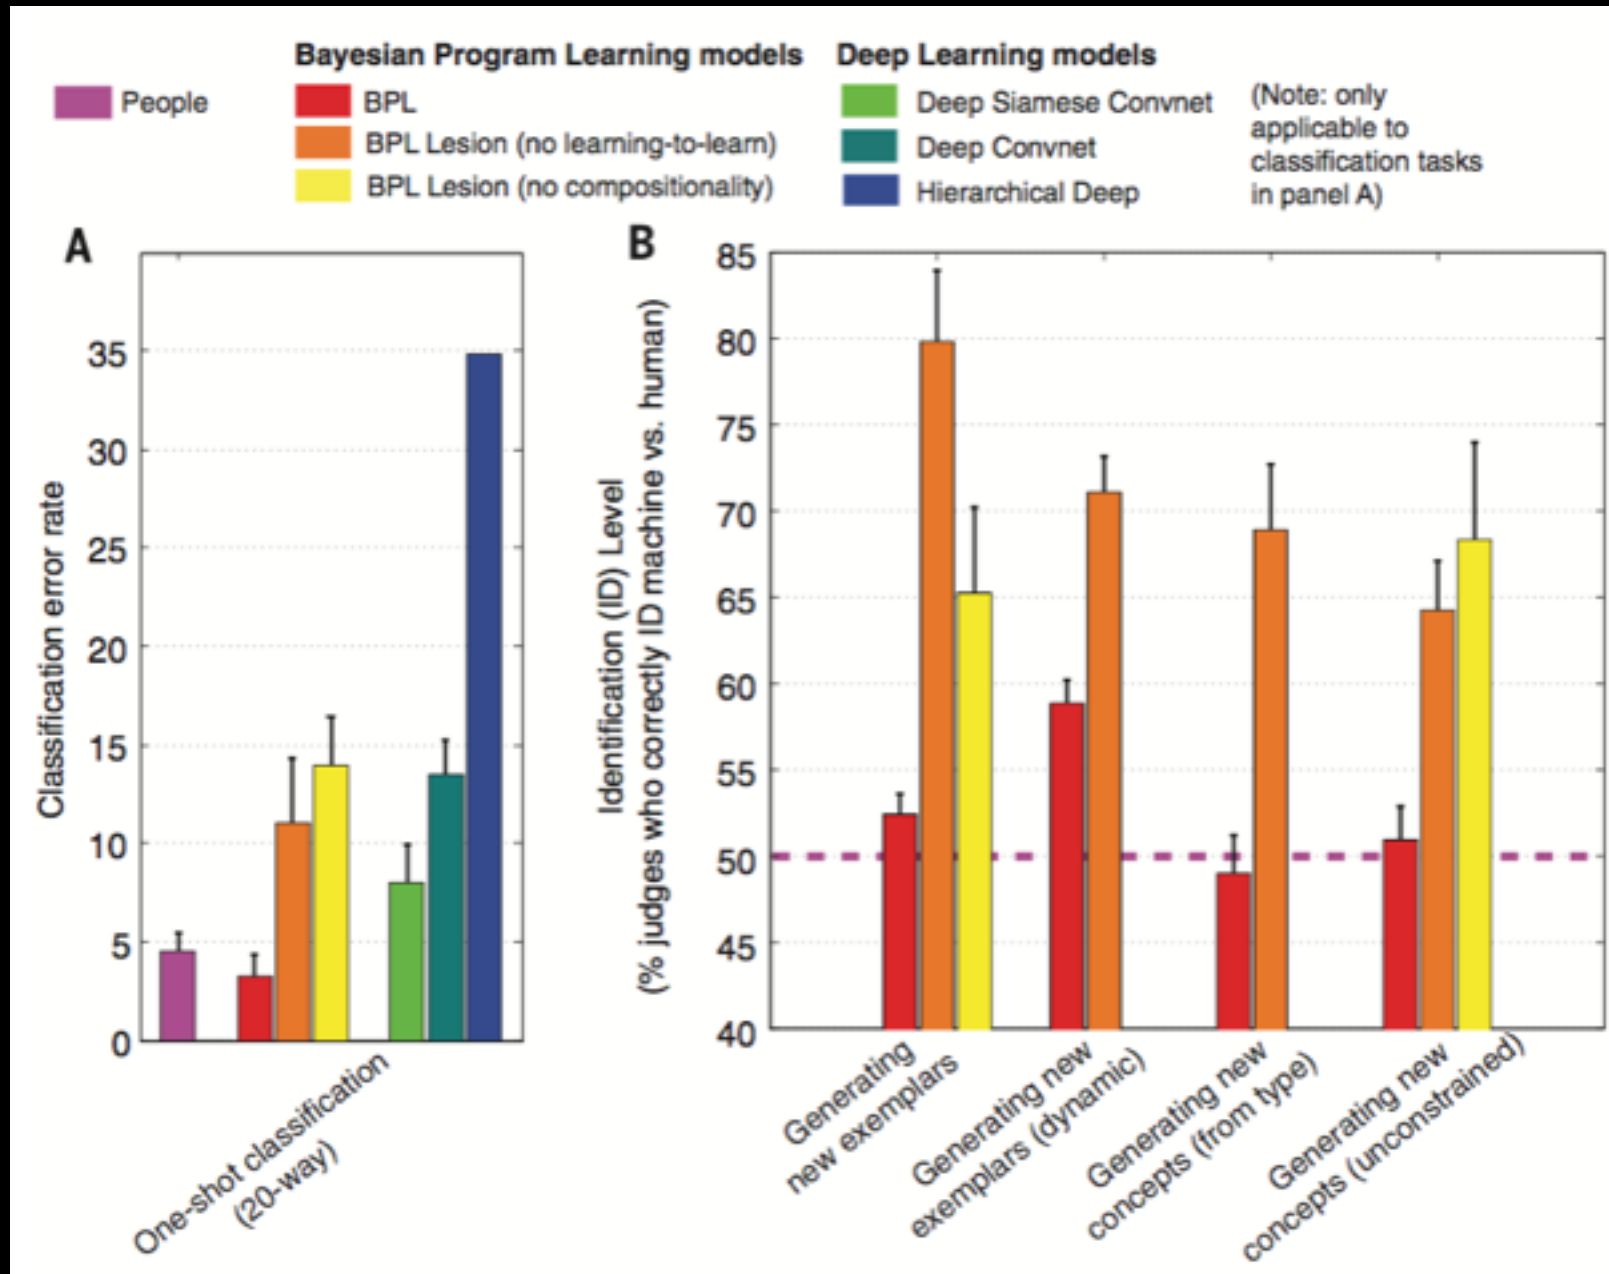 Bayesian Program Learning models
Deep Learning models
People
BPL
BPL Lesion (no learning-to-learn)
BPL Lesion (no compositionality)
Deep Siamese Convnet
Deep Convnet
Hierarchical Deep
(Note: only
applicable to
classification tasks
in panel A)
A
Classification error rate
35
30
25
20
15
10
5
0
One-shot classification
(20-way)
B
Identification (ID) Level
(% judges who correctly ID machine vs. human)
85
80
75
70
65
60
55
50
45
40
Generating
new exemplars
Generating new
exemplars (dynamic)
Generating new
concepts (from type)
Generating new
concepts (unconstrained)